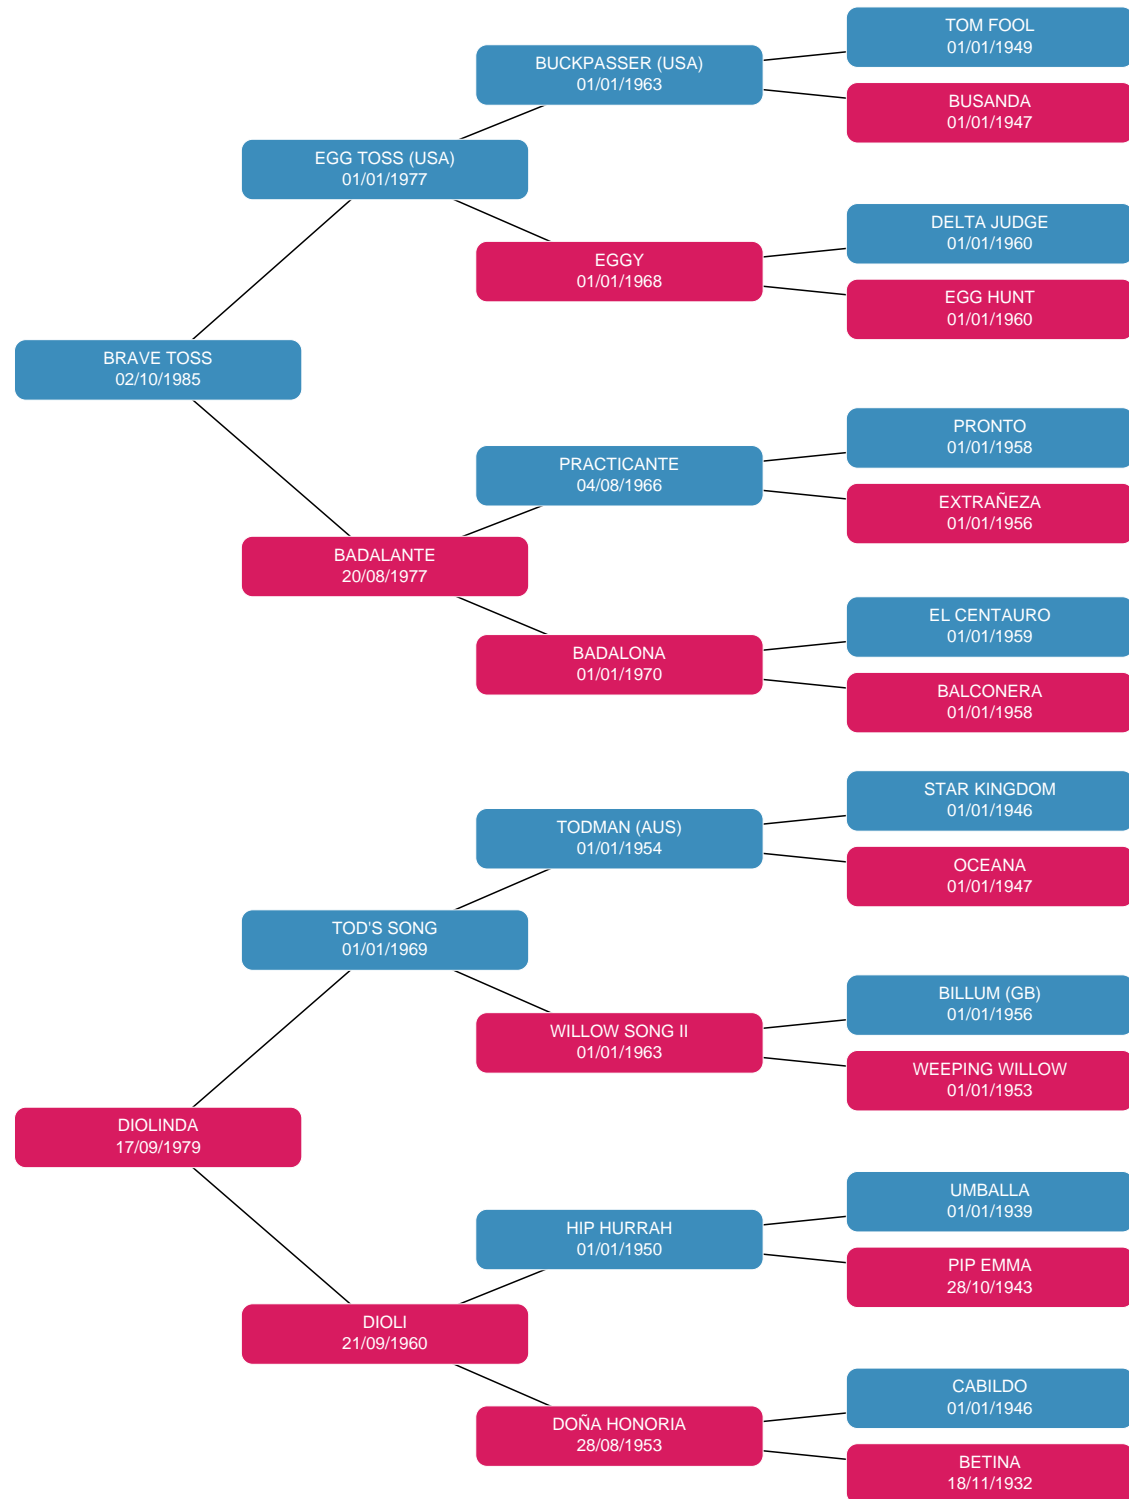 TOM FOOL
01/01/1949
BUCKPASSER (USA)
01/01/1963
BUSANDA
01/01/1947
EGG TOSS (USA)
01/01/1977
DELTA JUDGE
01/01/1960
EGGY
01/01/1968
EGG HUNT
01/01/1960
BRAVE TOSS
02/10/1985
PRONTO
01/01/1958
PRACTICANTE
04/08/1966
EXTRAÑEZA
01/01/1956
BADALANTE
20/08/1977
EL CENTAURO
01/01/1959
BADALONA
01/01/1970
BALCONERA
01/01/1958
STAR KINGDOM
01/01/1946
TODMAN (AUS)
01/01/1954
OCEANA
01/01/1947
TOD'S SONG
01/01/1969
BILLUM (GB)
01/01/1956
WILLOW SONG II
01/01/1963
WEEPING WILLOW
01/01/1953
DIOLINDA
17/09/1979
UMBALLA
01/01/1939
HIP HURRAH
01/01/1950
PIP EMMA
28/10/1943
DIOLI
21/09/1960
CABILDO
01/01/1946
DOÑA HONORIA
28/08/1953
BETINA
18/11/1932